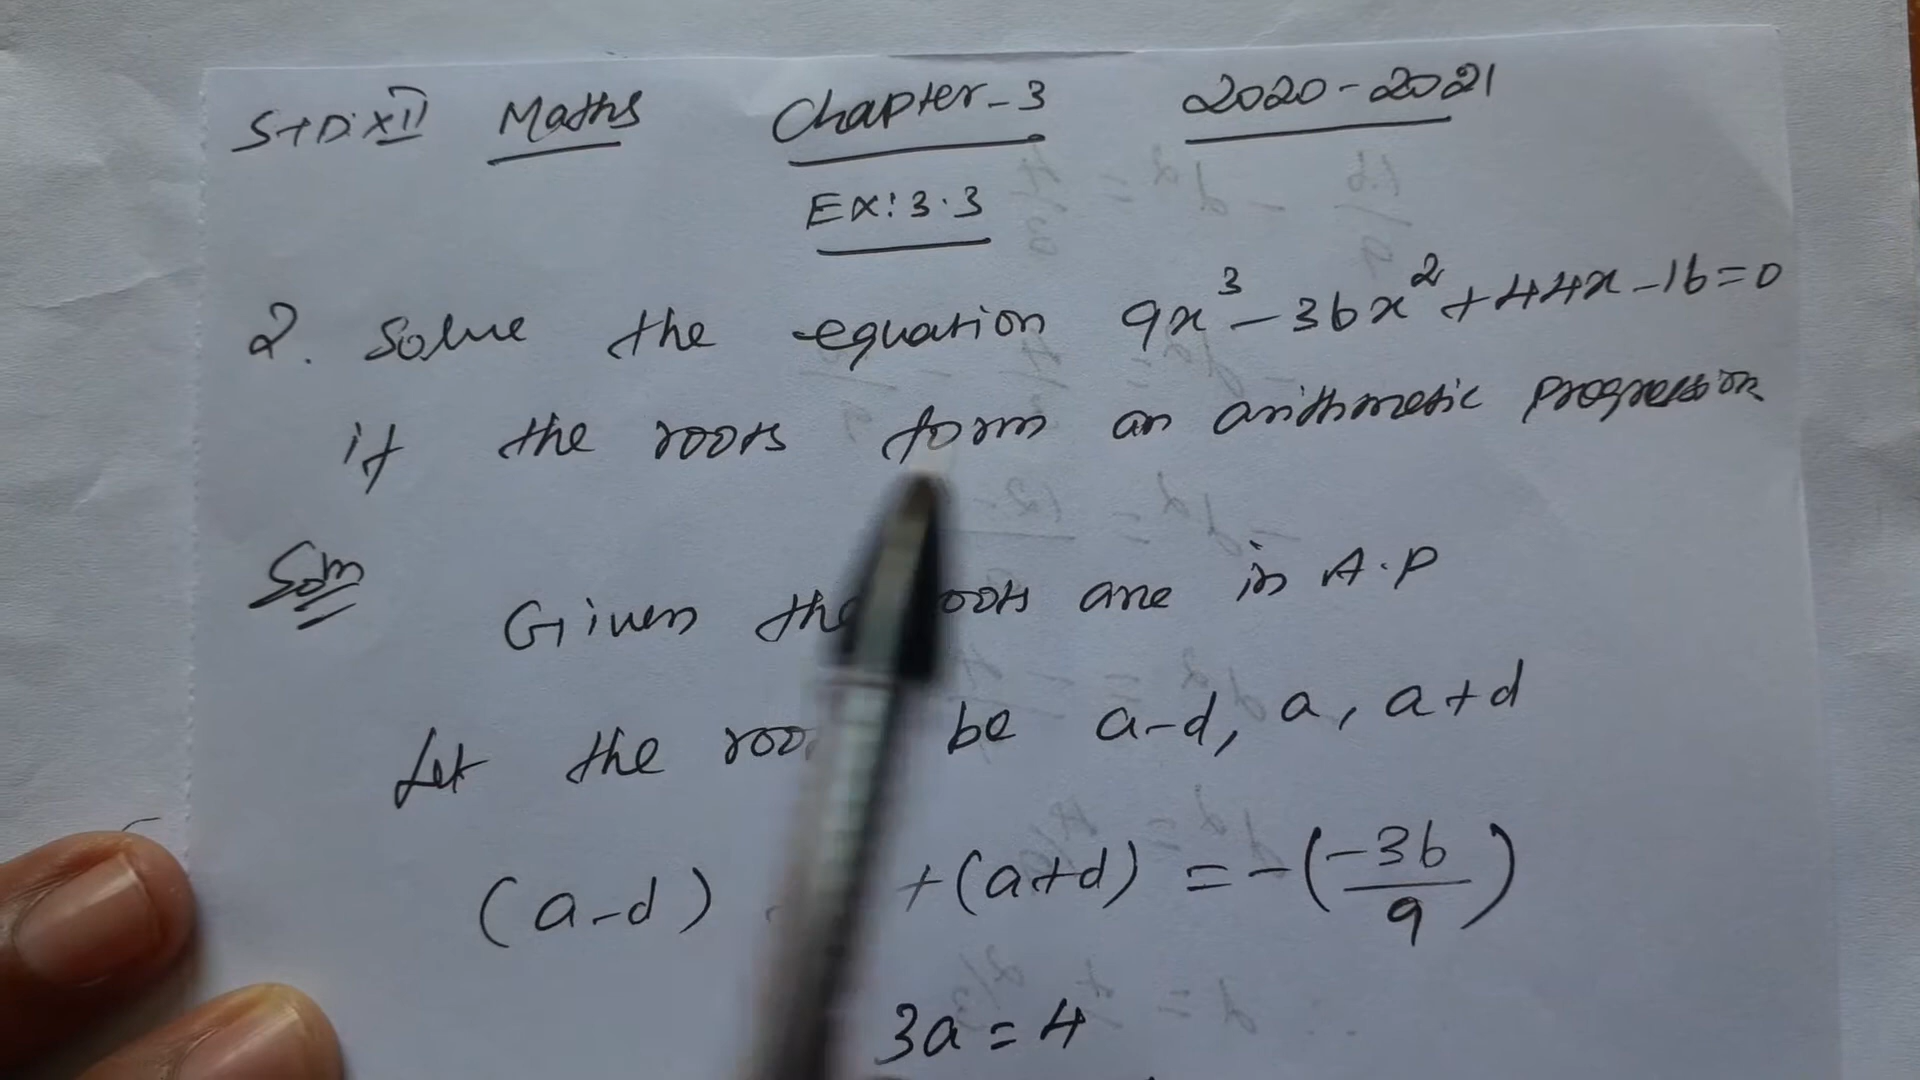 STD: XII Maths Chapter-3 2020-2021
EX: 3.3
2. Solve the equation 9x³-36x²+44x-16=0
if the roots form an arithmetic progression
Soln
Given the roots are in A.P
Let the roo be a-d, a, a+d
(a-d) +(a+d) = -(-36/9)
3a = 4